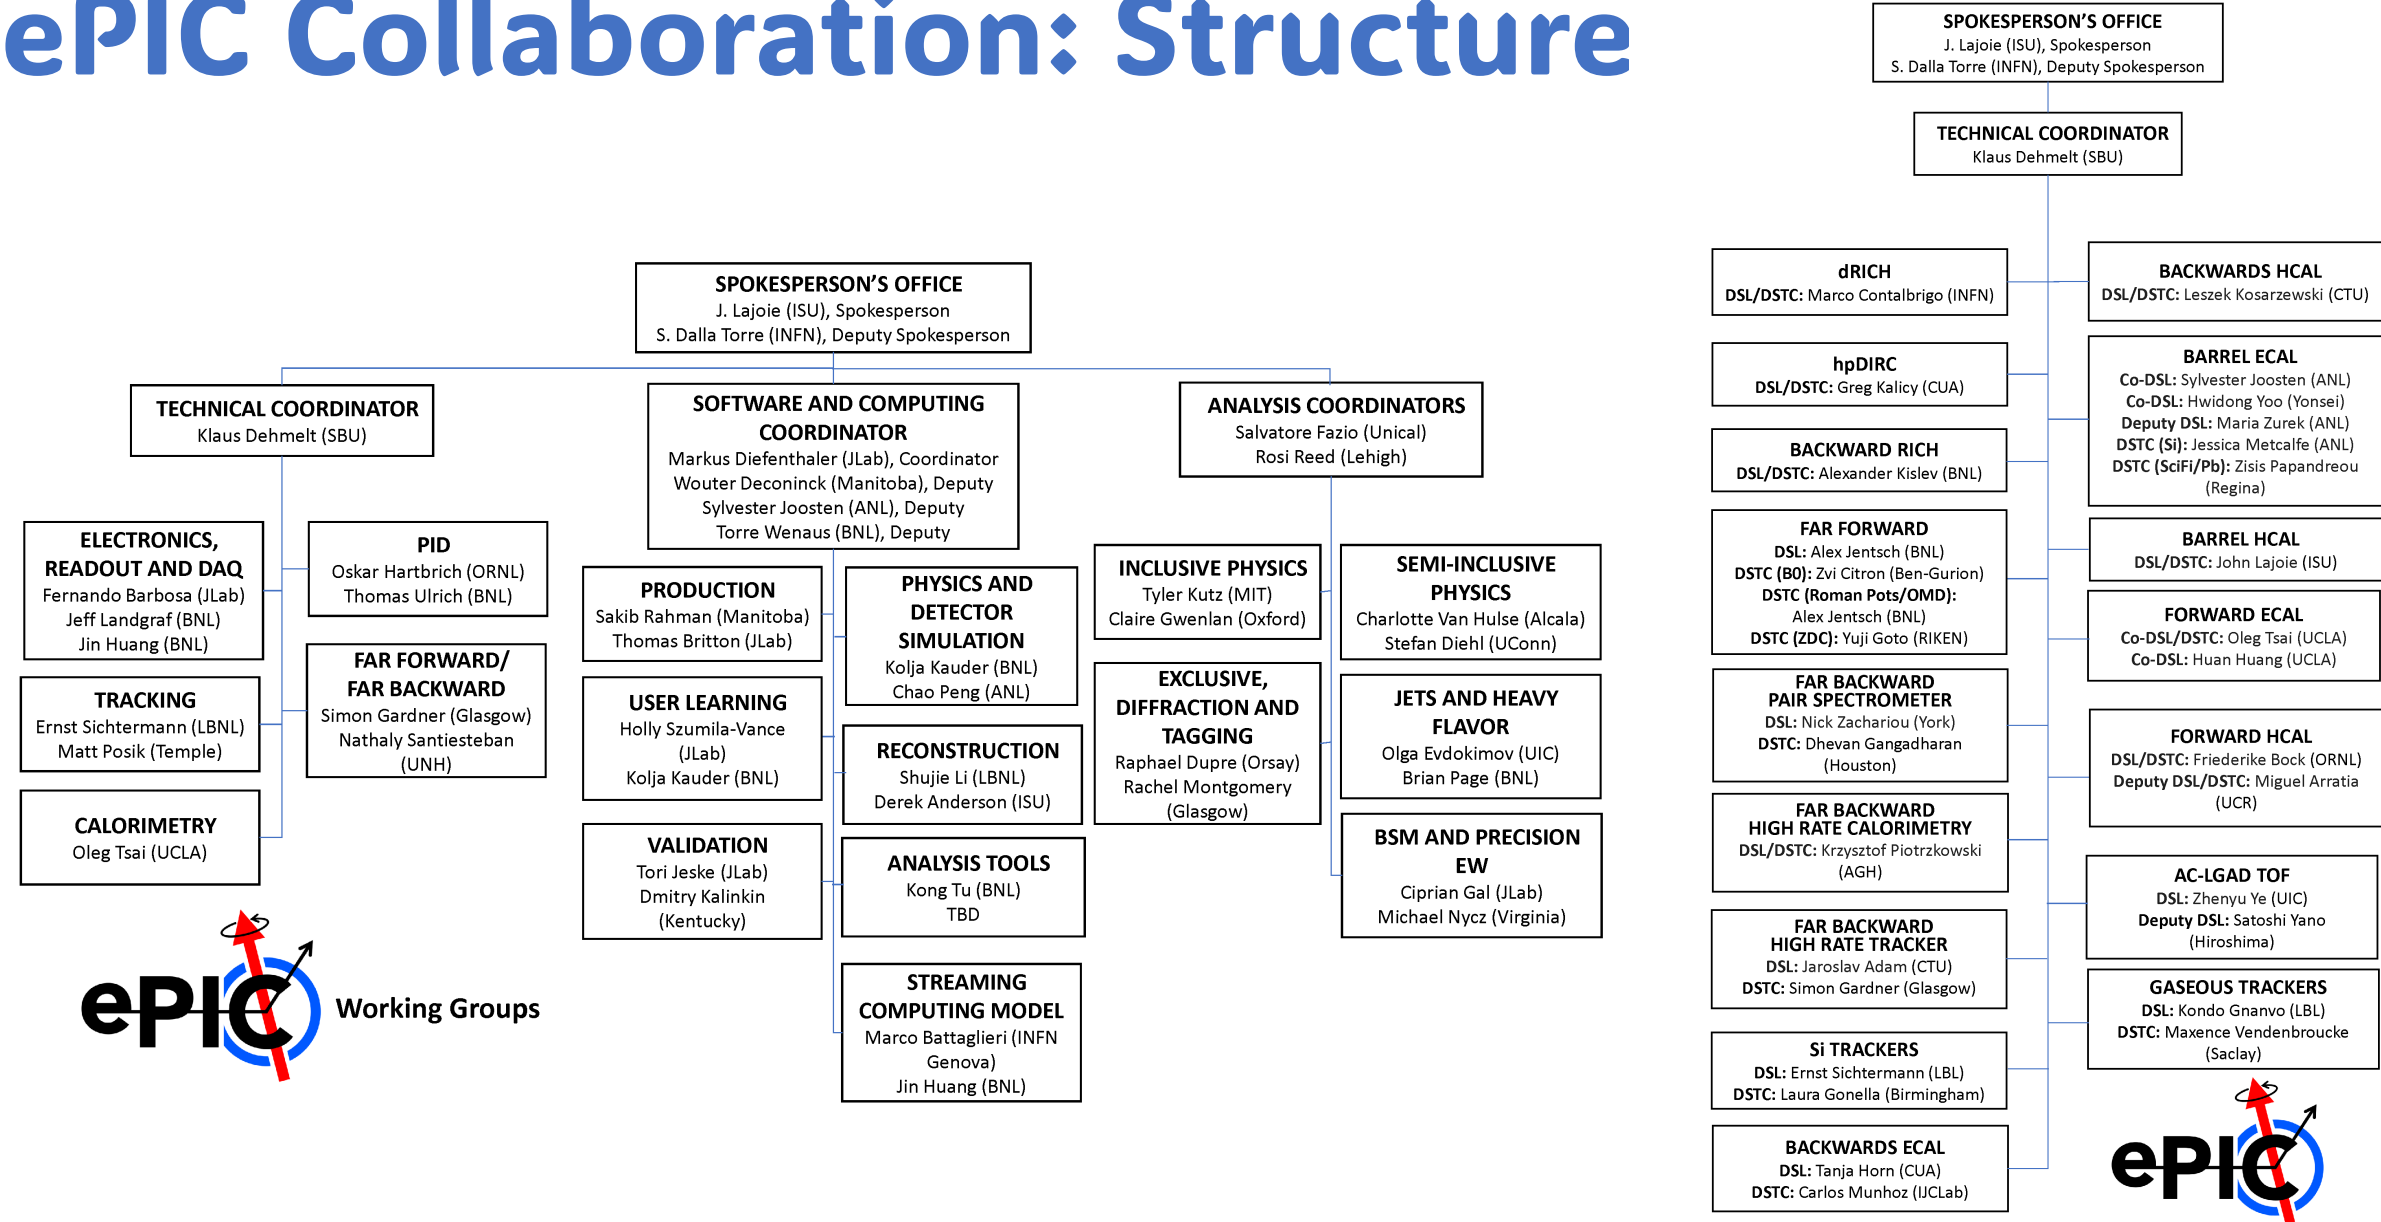 ePIC Collaboration: Structure
SPOKESPERSON'S OFFICE
J. Lajoie (ISU), Spokesperson
S. Dalla Torre (INFN), Deputy Spokesperson
TECHNICAL COORDINATOR
Klaus Dehmelt (SBU)
ELECTRONICS,
READOUT AND DAQ
Fernando Barbosa (JLab)
Jeff Landgraf (BNL)
Jin Huang (BNL)
PID
Oskar Hartbrich (ORNL)
Thomas Ulrich (BNL)
TRACKING
Ernst Sichtermann (LBNL)
Matt Posik (Temple)
FAR FORWARD/
FAR BACKWARD
Simon Gardner (Glasgow)
Nathaly Santiesteban
(UNH)
CALORIMETRY
Oleg Tsai (UCLA)
SOFTWARE AND COMPUTING
COORDINATOR
Markus Diefenthaler (JLab), Coordinator
Wouter Deconinck (Manitoba), Deputy
Sylvester Joosten (ANL), Deputy
Torre Wenaus (BNL), Deputy
PRODUCTION
Sakib Rahman (Manitoba)
Thomas Britton (JLab)
PHYSICS AND
DETECTOR
SIMULATION
Kolja Kauder (BNL)
Chao Peng (ANL)
USER LEARNING
Holly Szumila-Vance
(JLab)
Kolja Kauder (BNL)
RECONSTRUCTION
Shujie Li (LBNL)
Derek Anderson (ISU)
VALIDATION
Tori Jeske (JLab)
Dmitry Kalinkin
(Kentucky)
ANALYSIS TOOLS
Kong Tu (BNL)
TBD
STREAMING
COMPUTING MODEL
Marco Battaglieri (INFN
Genova)
Jin Huang (BNL)
ANALYSIS COORDINATORS
Salvatore Fazio (Unical)
Rosi Reed (Lehigh)
INCLUSIVE PHYSICS
Tyler Kutz (MIT)
Claire Gwenlan (Oxford)
SEMI-INCLUSIVE
PHYSICS
Charlotte Van Hulse (Alcala)
Stefan Diehl (UConn)
EXCLUSIVE,
DIFFRACTION AND
TAGGING
Raphael Dupre (Orsay)
Rachel Montgomery
(Glasgow)
JETS AND HEAVY
FLAVOR
Olga Evdokimov (UIC)
Brian Page (BNL)
BSM AND PRECISION
EW
Ciprian Gal (JLab)
Michael Nycz (Virginia)
ePIC
Working Groups
SPOKESPERSON'S OFFICE
J. Lajoie (ISU), Spokesperson
S. Dalla Torre (INFN), Deputy Spokesperson
TECHNICAL COORDINATOR
Klaus Dehmelt (SBU)
dRICH
DSL/DSTC: Marco Contalbrigo (INFN)
hpDIRC
DSL/DSTC: Greg Kalicy (CUA)
BACKWARD RICH
DSL/DSTC: Alexander Kislev (BNL)
FAR FORWARD
DSL: Alex Jentsch (BNL)
DSTC (B0): Zvi Citron (Ben-Gurion)
DSTC (Roman Pots/OMD):
Alex Jentsch (BNL)
DSTC (ZDC): Yuji Goto (RIKEN)
FAR BACKWARD
PAIR SPECTROMETER
DSL: Nick Zachariou (York)
DSTC: Dhevan Gangadharan
(Houston)
FAR BACKWARD
HIGH RATE CALORIMETRY
DSL/DSTC: Krzysztof Piotrzkowski
(AGH)
FAR BACKWARD
HIGH RATE TRACKER
DSL: Jaroslav Adam (CTU)
DSTC: Simon Gardner (Glasgow)
Si TRACKERS
DSL: Ernst Sichtermann (LBL)
DSTC: Laura Gonella (Birmingham)
BACKWARDS ECAL
DSL: Tanja Horn (CUA)
DSTC: Carlos Munhoz (IJCLab)
BACKWARDS HCAL
DSL/DSTC: Leszek Kosarzewski (CTU)
BARREL ECAL
Co-DSL: Sylvester Joosten (ANL)
Co-DSL: Hwidong Yoo (Yonsei)
Deputy DSL: Maria Zurek (ANL)
DSTC (Si): Jessica Metcalfe (ANL)
DSTC (SciFi/Pb): Zisis Papandreou
(Regina)
BARREL HCAL
DSL/DSTC: John Lajoie (ISU)
FORWARD ECAL
Co-DSL/DSTC: Oleg Tsai (UCLA)
Co-DSL: Huan Huang (UCLA)
FORWARD HCAL
DSL/DSTC: Friederike Bock (ORNL)
Deputy DSL/DSTC: Miguel Arratia
(UCR)
AC-LGAD TOF
DSL: Zhenyu Ye (UIC)
Deputy DSL: Satoshi Yano
(Hiroshima)
GASEOUS TRACKERS
DSL: Kondo Gnanvo (LBL)
DSTC: Maxence Vendenbroucke
(Saclay)
ePIC